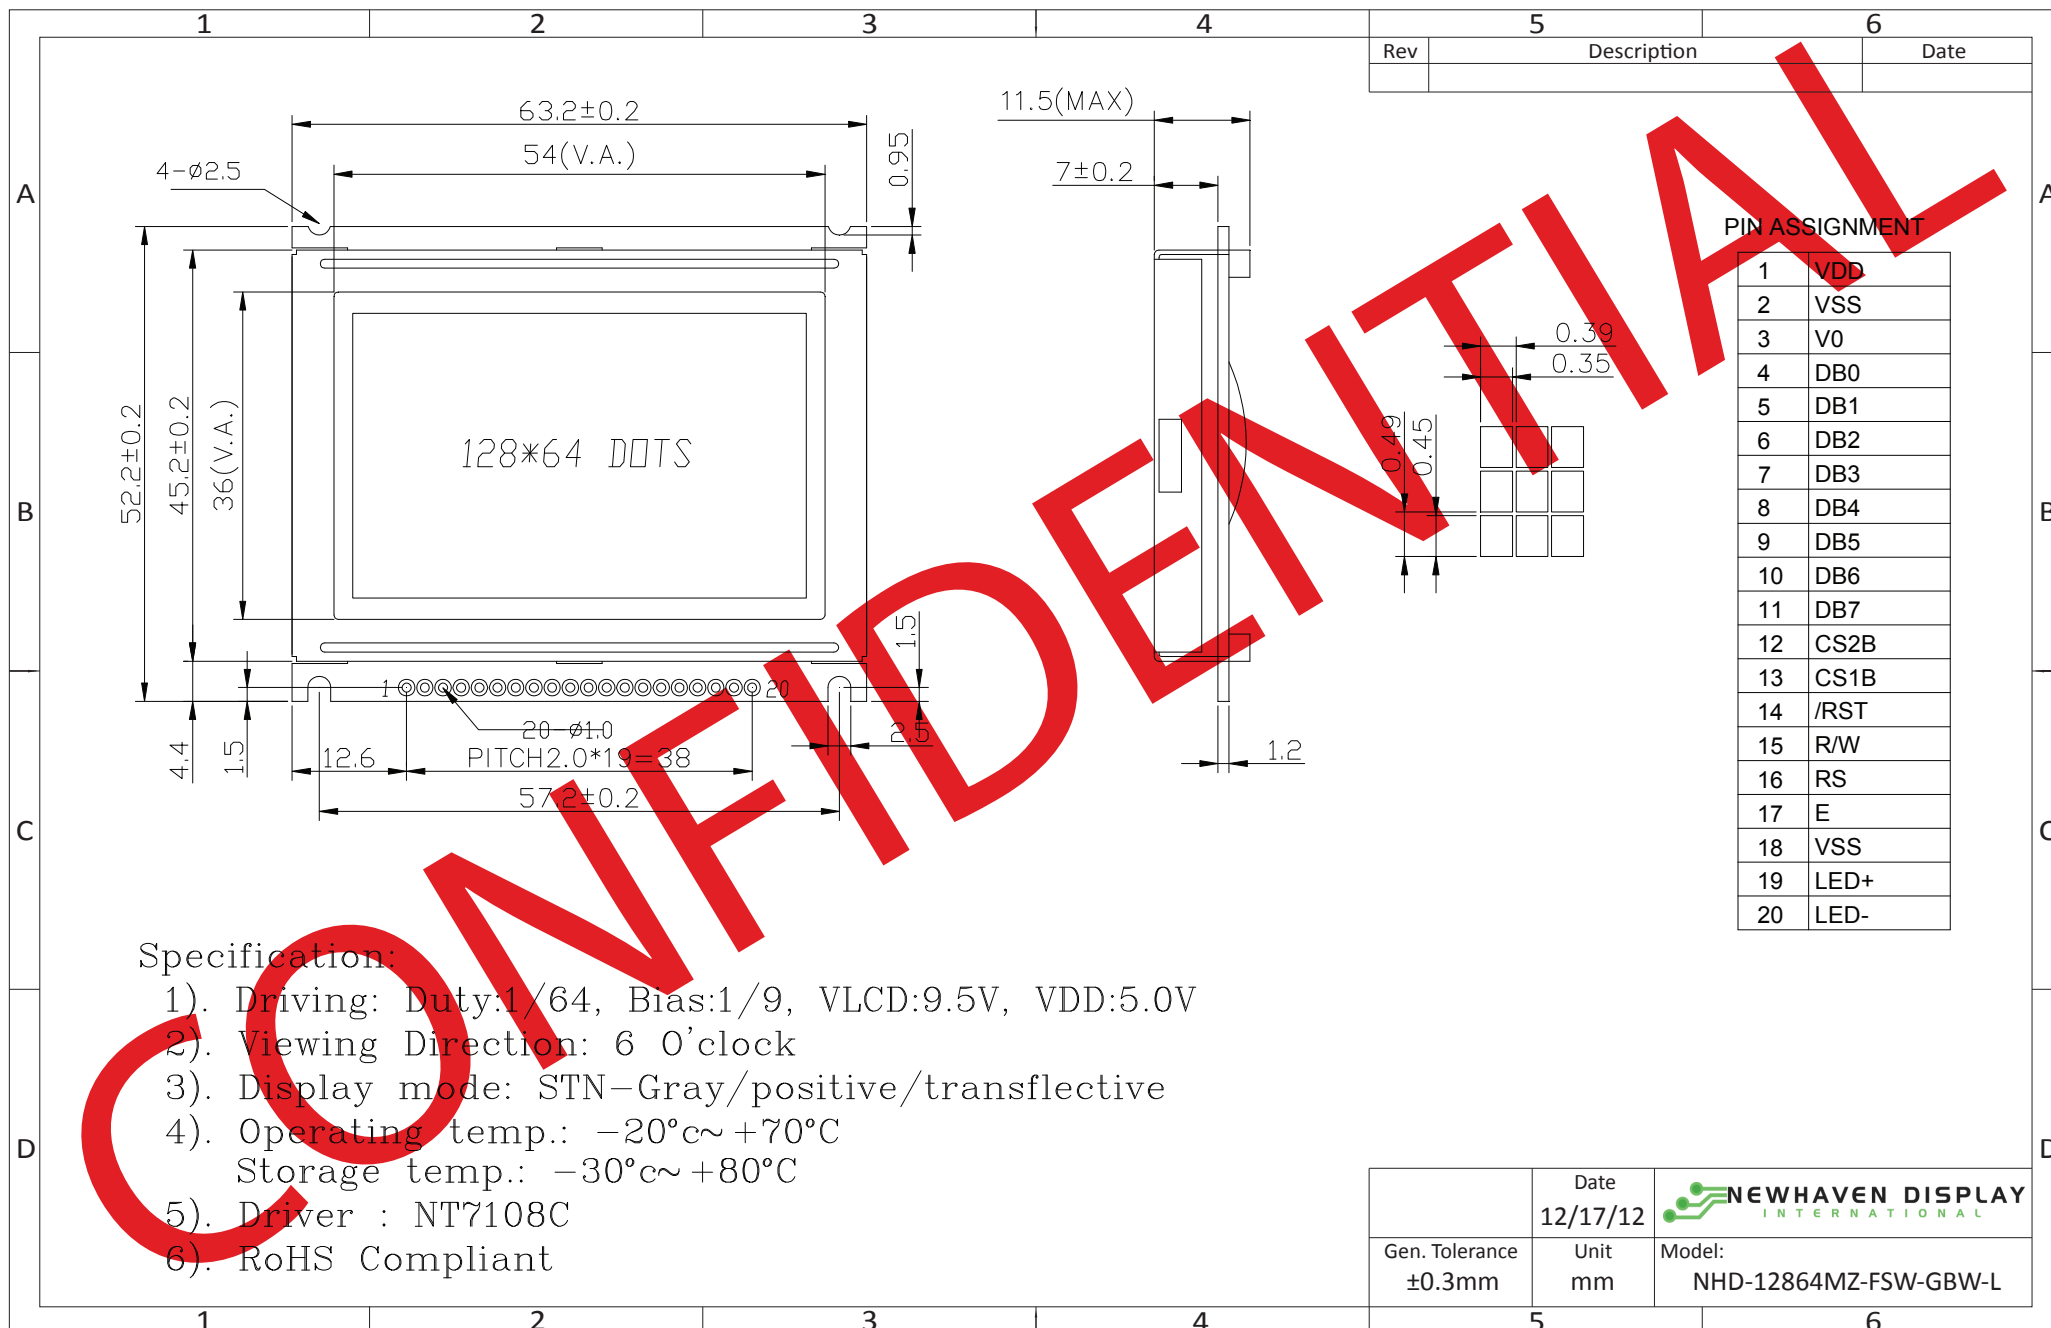 1 2 3 4 5 6
Rev Description Date
63.2±0.2
54(V.A.)
4-ø2.5
0.95
11.5(MAX)
7±0.2
A A
PIN ASSIGNMENT
1 VDD
2 VSS
3 V0
4 DB0
5 DB1
6 DB2
7 DB3
8 DB4
9 DB5
10 DB6
11 DB7
12 CS2B
13 CS1B
14 /RST
15 R/W
16 RS
17 E
18 VSS
19 LED+
20 LED-
0.39
0.35
0.49
0.45
52.2±0.2
45.2±0.2
36(V.A.)
128*64 DOTS
B B
1.5
1 20
20-ø1.0
2.5
4.4
1.5
12.6
PITCH2.0*19=38
57.2±0.2
1.2
C C
CONFIDENTIAL
Specification:
1). Driving: Duty:1/64, Bias:1/9, VLCD:9.5V, VDD:5.0V
2). Viewing Direction: 6 O'clock
3). Display mode: STN-Gray/positive/transflective
4). Operating temp.: -20°c~+70°C
Storage temp.: -30°c~+80°C
5). Driver : NT7108C
6). RoHS Compliant
D D
Date
12/17/12
NEWHAVEN DISPLAY
INTERNATIONAL
Gen. Tolerance
±0.3mm
Unit
mm
Model:
NHD-12864MZ-FSW-GBW-L
1 2 3 4 5 6